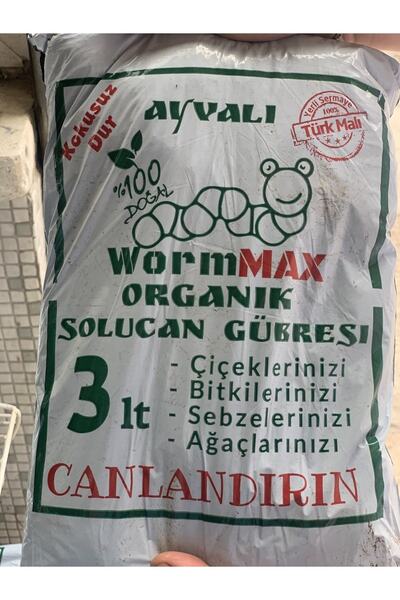 Kokusuz
Dur
AYVALI
Yerli Sermaye
100%
Türk Malı
%100
DOĞAL
WormMAX
ORGANIK
SOLUCAN GÜBRESI
3 lt
- Çiçeklerinizi
- Bitkilerinizi
- Sebzelerinizi
- Ağaçlarınızı
CANLANDIRIN